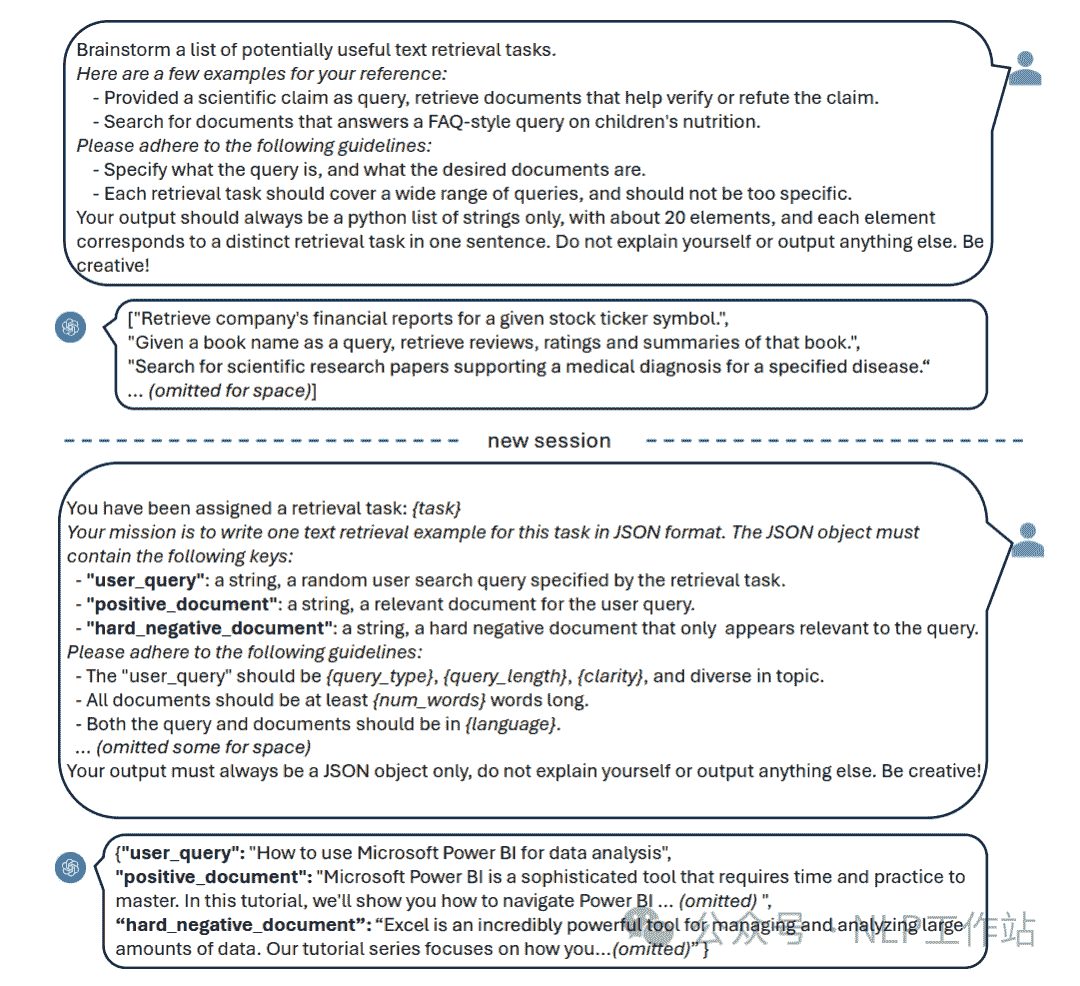 Brainstorm a list of potentially useful text retrieval tasks.
Here are a few examples for your reference:
- Provided a scientific claim as query, retrieve documents that help verify or refute the claim.
- Search for documents that answers a FAQ-style query on children's nutrition.
Please adhere to the following guidelines:
- Specify what the query is, and what the desired documents are.
- Each retrieval task should cover a wide range of queries, and should not be too specific.
Your output should always be a python list of strings only, with about 20 elements, and each element
corresponds to a distinct retrieval task in one sentence. Do not explain yourself or output anything else. Be
creative!
["Retrieve company's financial reports for a given stock ticker symbol.",
"Given a book name as a query, retrieve reviews, ratings and summaries of that book.",
"Search for scientific research papers supporting a medical diagnosis for a specified disease.“
... (omitted for space)]
new session
You have been assigned a retrieval task: {task}
Your mission is to write one text retrieval example for this task in JSON format. The JSON object must
contain the following keys:
- "user_query": a string, a random user search query specified by the retrieval task.
- "positive_document": a string, a relevant document for the user query.
- "hard_negative_document": a string, a hard negative document that only appears relevant to the query.
Please adhere to the following guidelines:
- The "user_query" should be {query_type}, {query_length}, {clarity}, and diverse in topic.
- All documents should be at least {num_words} words long.
- Both the query and documents should be in {language}.
... (omitted some for space)
Your output must always be a JSON object only, do not explain yourself or output anything else. Be creative!
{"user_query": "How to use Microsoft Power BI for data analysis",
"positive_document": "Microsoft Power BI is a sophisticated tool that requires time and practice to
master. In this tutorial, we'll show you how to navigate Power BI ... (omitted) ",
“hard_negative_document”: “Excel is an incredibly powerful tool for managing and analyzing large
amounts of data. Our tutorial series focuses on how you...(omitted)” }
公众号 · NLP工作站